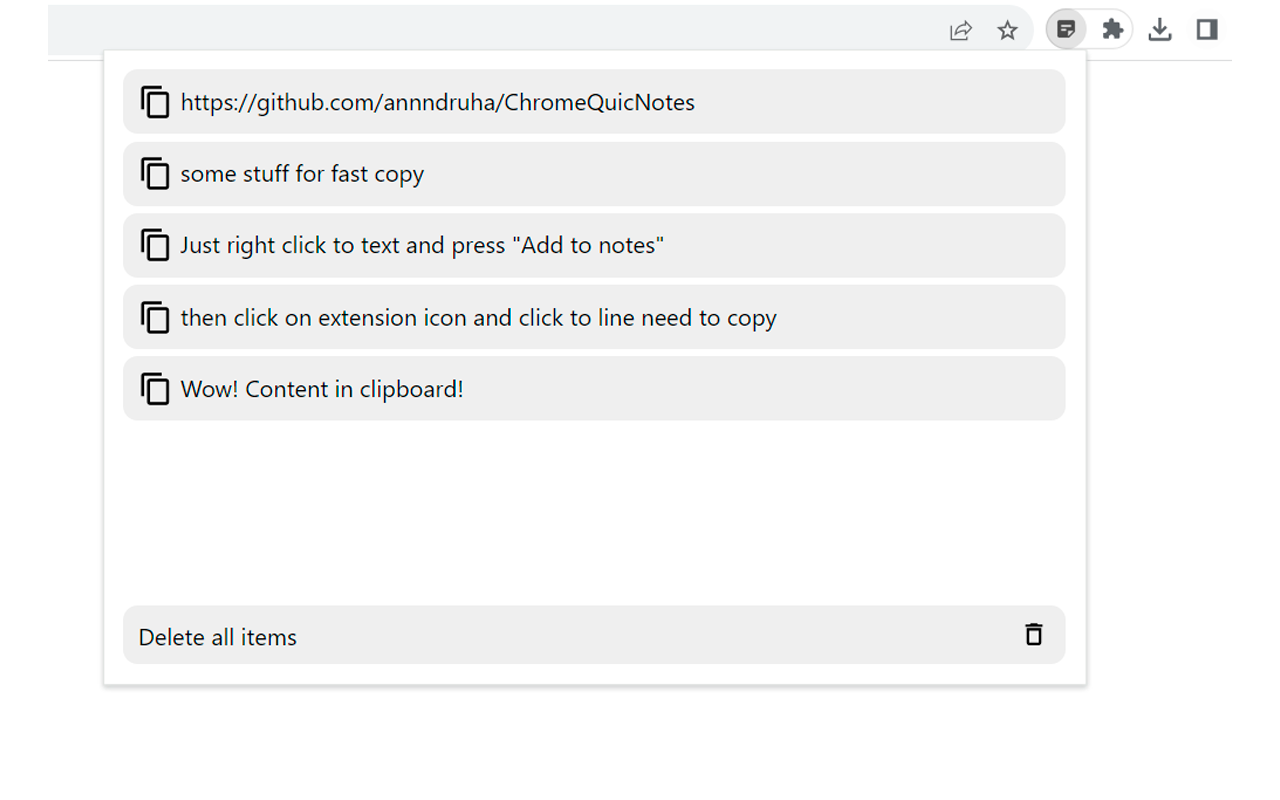 https://github.com/annndruha/ChromeQuicNotes
some stuff for fast copy
Just right click to text and press "Add to notes"
then click on extension icon and click to line need to copy
Wow! Content in clipboard!
Delete all items